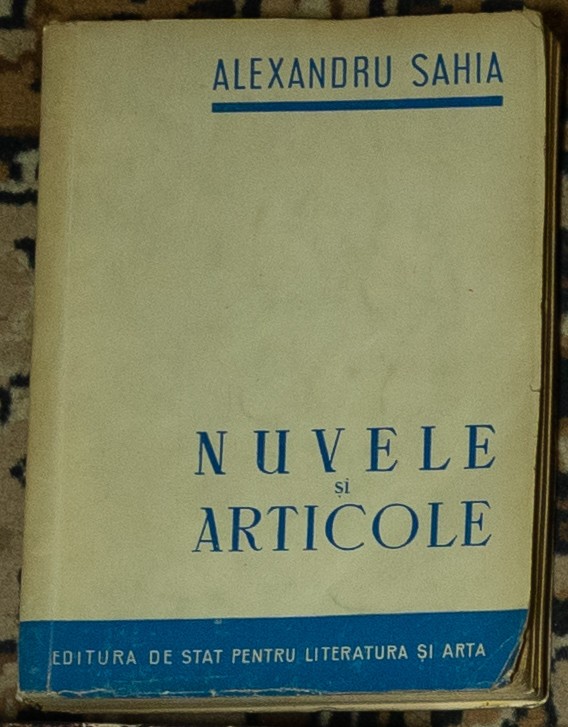 ALEXANDRU SAHIA
NUVELE
și
ARTICOLE
EDITURA DE STAT PENTRU LITERATURA ȘI ARTA